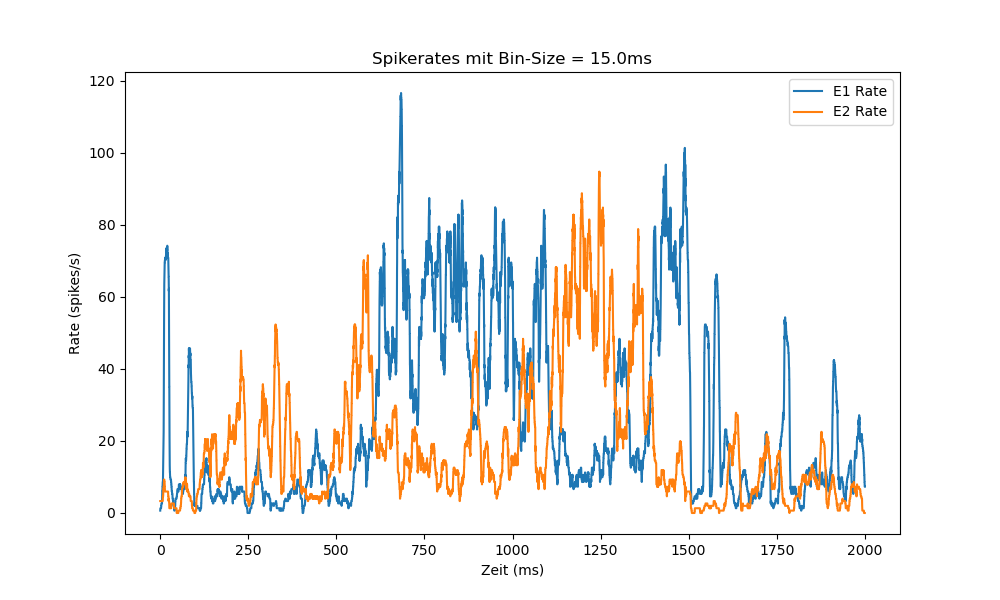 Spikerates mit Bin-Size = 15.0ms
E1 Rate
E2 Rate
120
100
80
60
40
20
0
Rate (spikes/s)
0 250 500 750 1000 1250 1500 1750 2000
Zeit (ms)